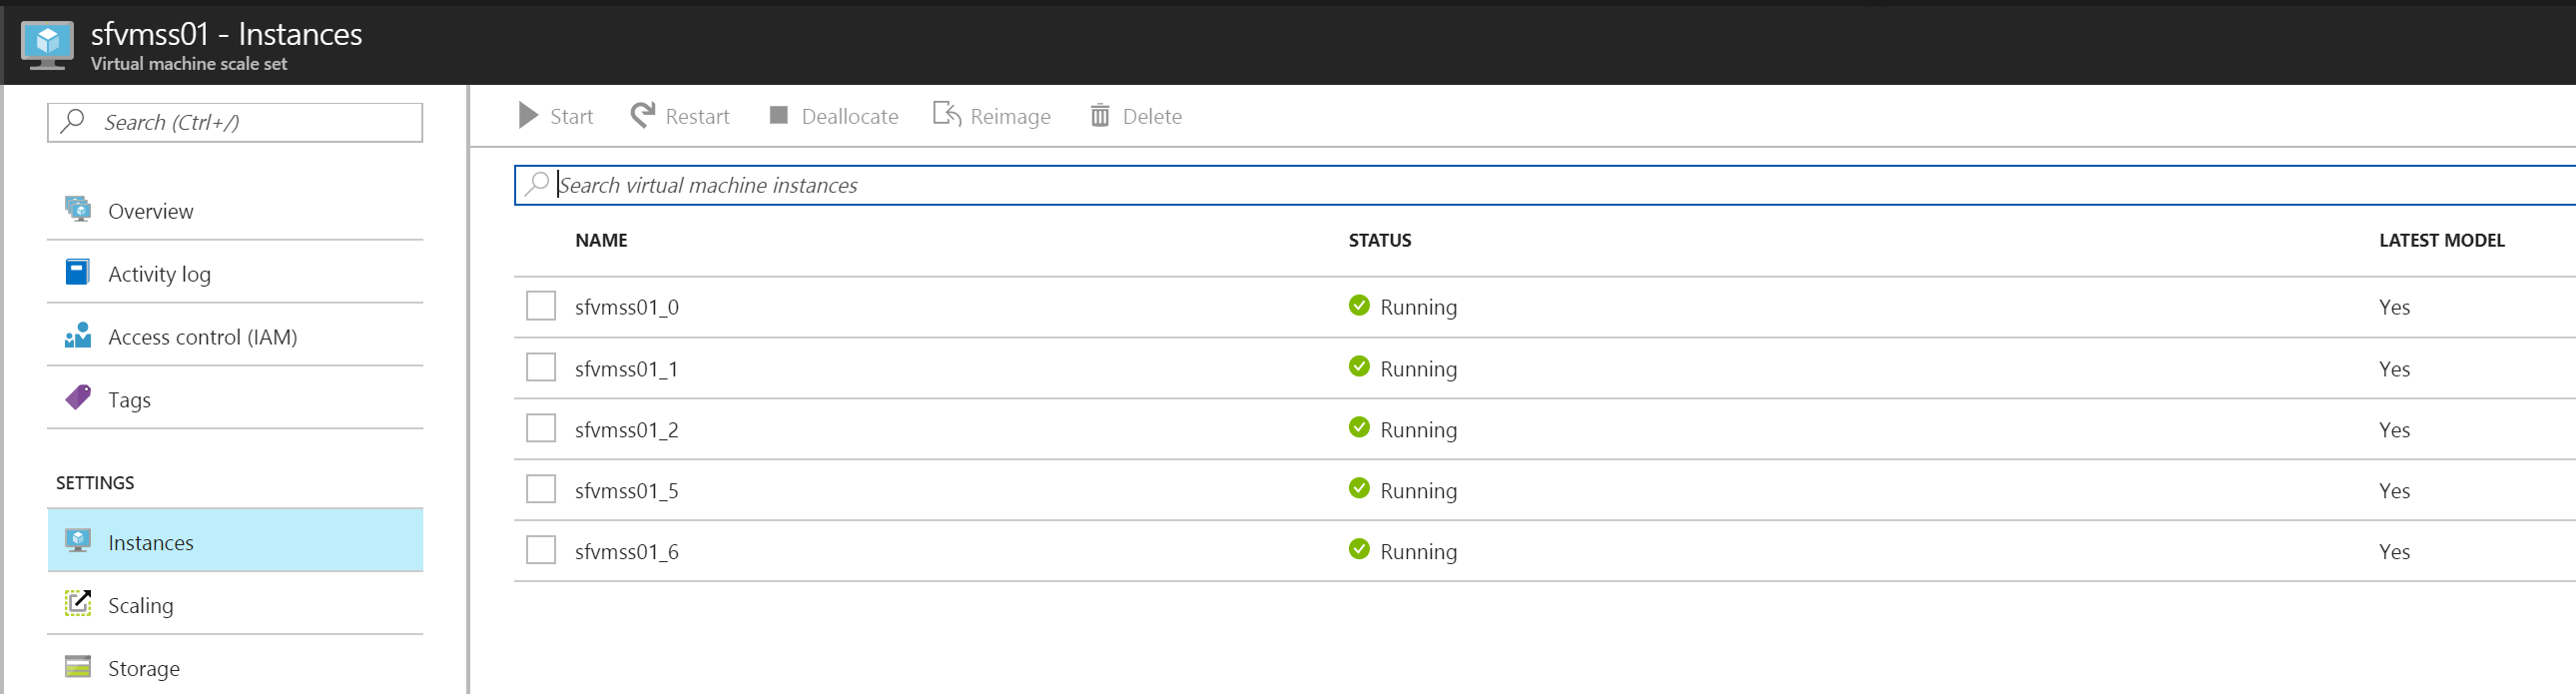 sfvmss01 - Instances
Virtual machine scale set
Search (Ctrl+/)
Overview
Activity log
Access control (IAM)
Tags
SETTINGS
Instances
Scaling
Storage
Start Restart Deallocate Reimage Delete
Search virtual machine instances
NAME STATUS LATEST MODEL
sfvmss01_0 Running Yes
sfvmss01_1 Running Yes
sfvmss01_2 Running Yes
sfvmss01_5 Running Yes
sfvmss01_6 Running Yes